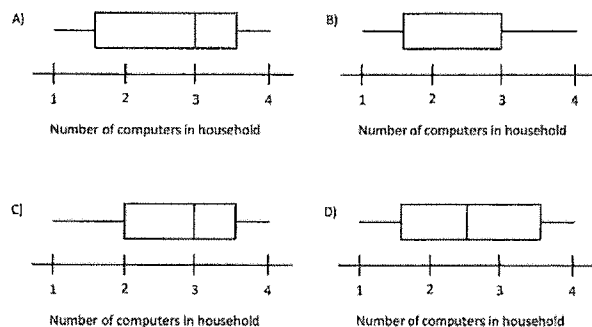 A)
1 2 3 4
Number of computers in household
B)
1 2 3 4
Number of computers in household
C)
1 2 3 4
Number of computers in household
D)
1 2 3 4
Number of computers in household